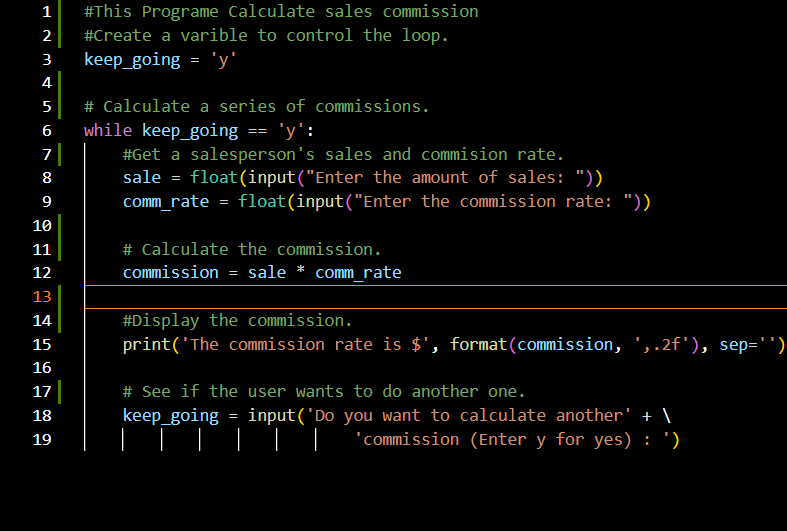 1 #This Programe Calculate sales commission
2 #Create a varible to control the loop.
3 keep_going = 'y'
4
5 # Calculate a series of commissions.
6 while keep_going == 'y':
7     #Get a salesperson's sales and commision rate.
8     sale = float(input("Enter the amount of sales: "))
9     comm_rate = float(input("Enter the commission rate: "))
10
11     # Calculate the commission.
12     commission = sale * comm_rate
13
14     #Display the commission.
15     print('The commission rate is $', format(commission, ',.2f'), sep='')
16
17     # See if the user wants to do another one.
18     keep_going = input('Do you want to calculate another' + \
19                             'commission (Enter y for yes) : ')